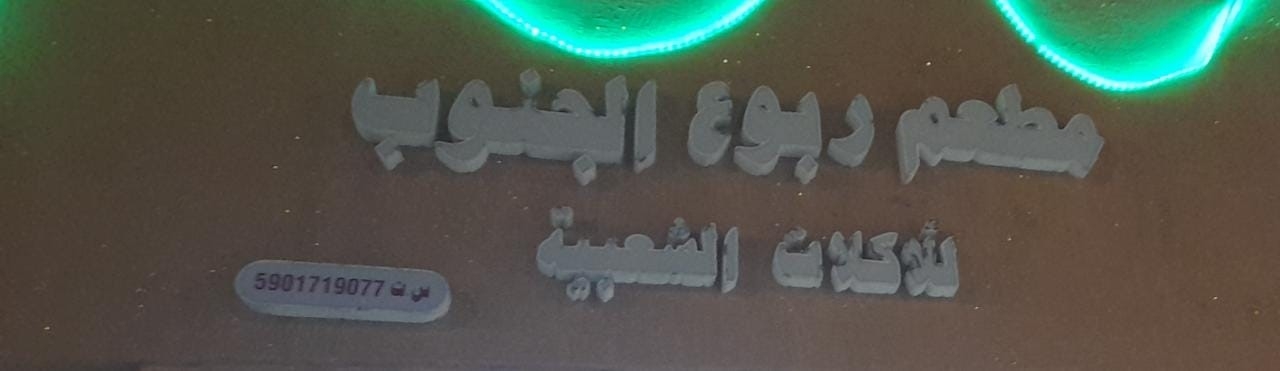 مطعم ربوع الجنوب
للأكلات الشعبية
س ت 5901719077